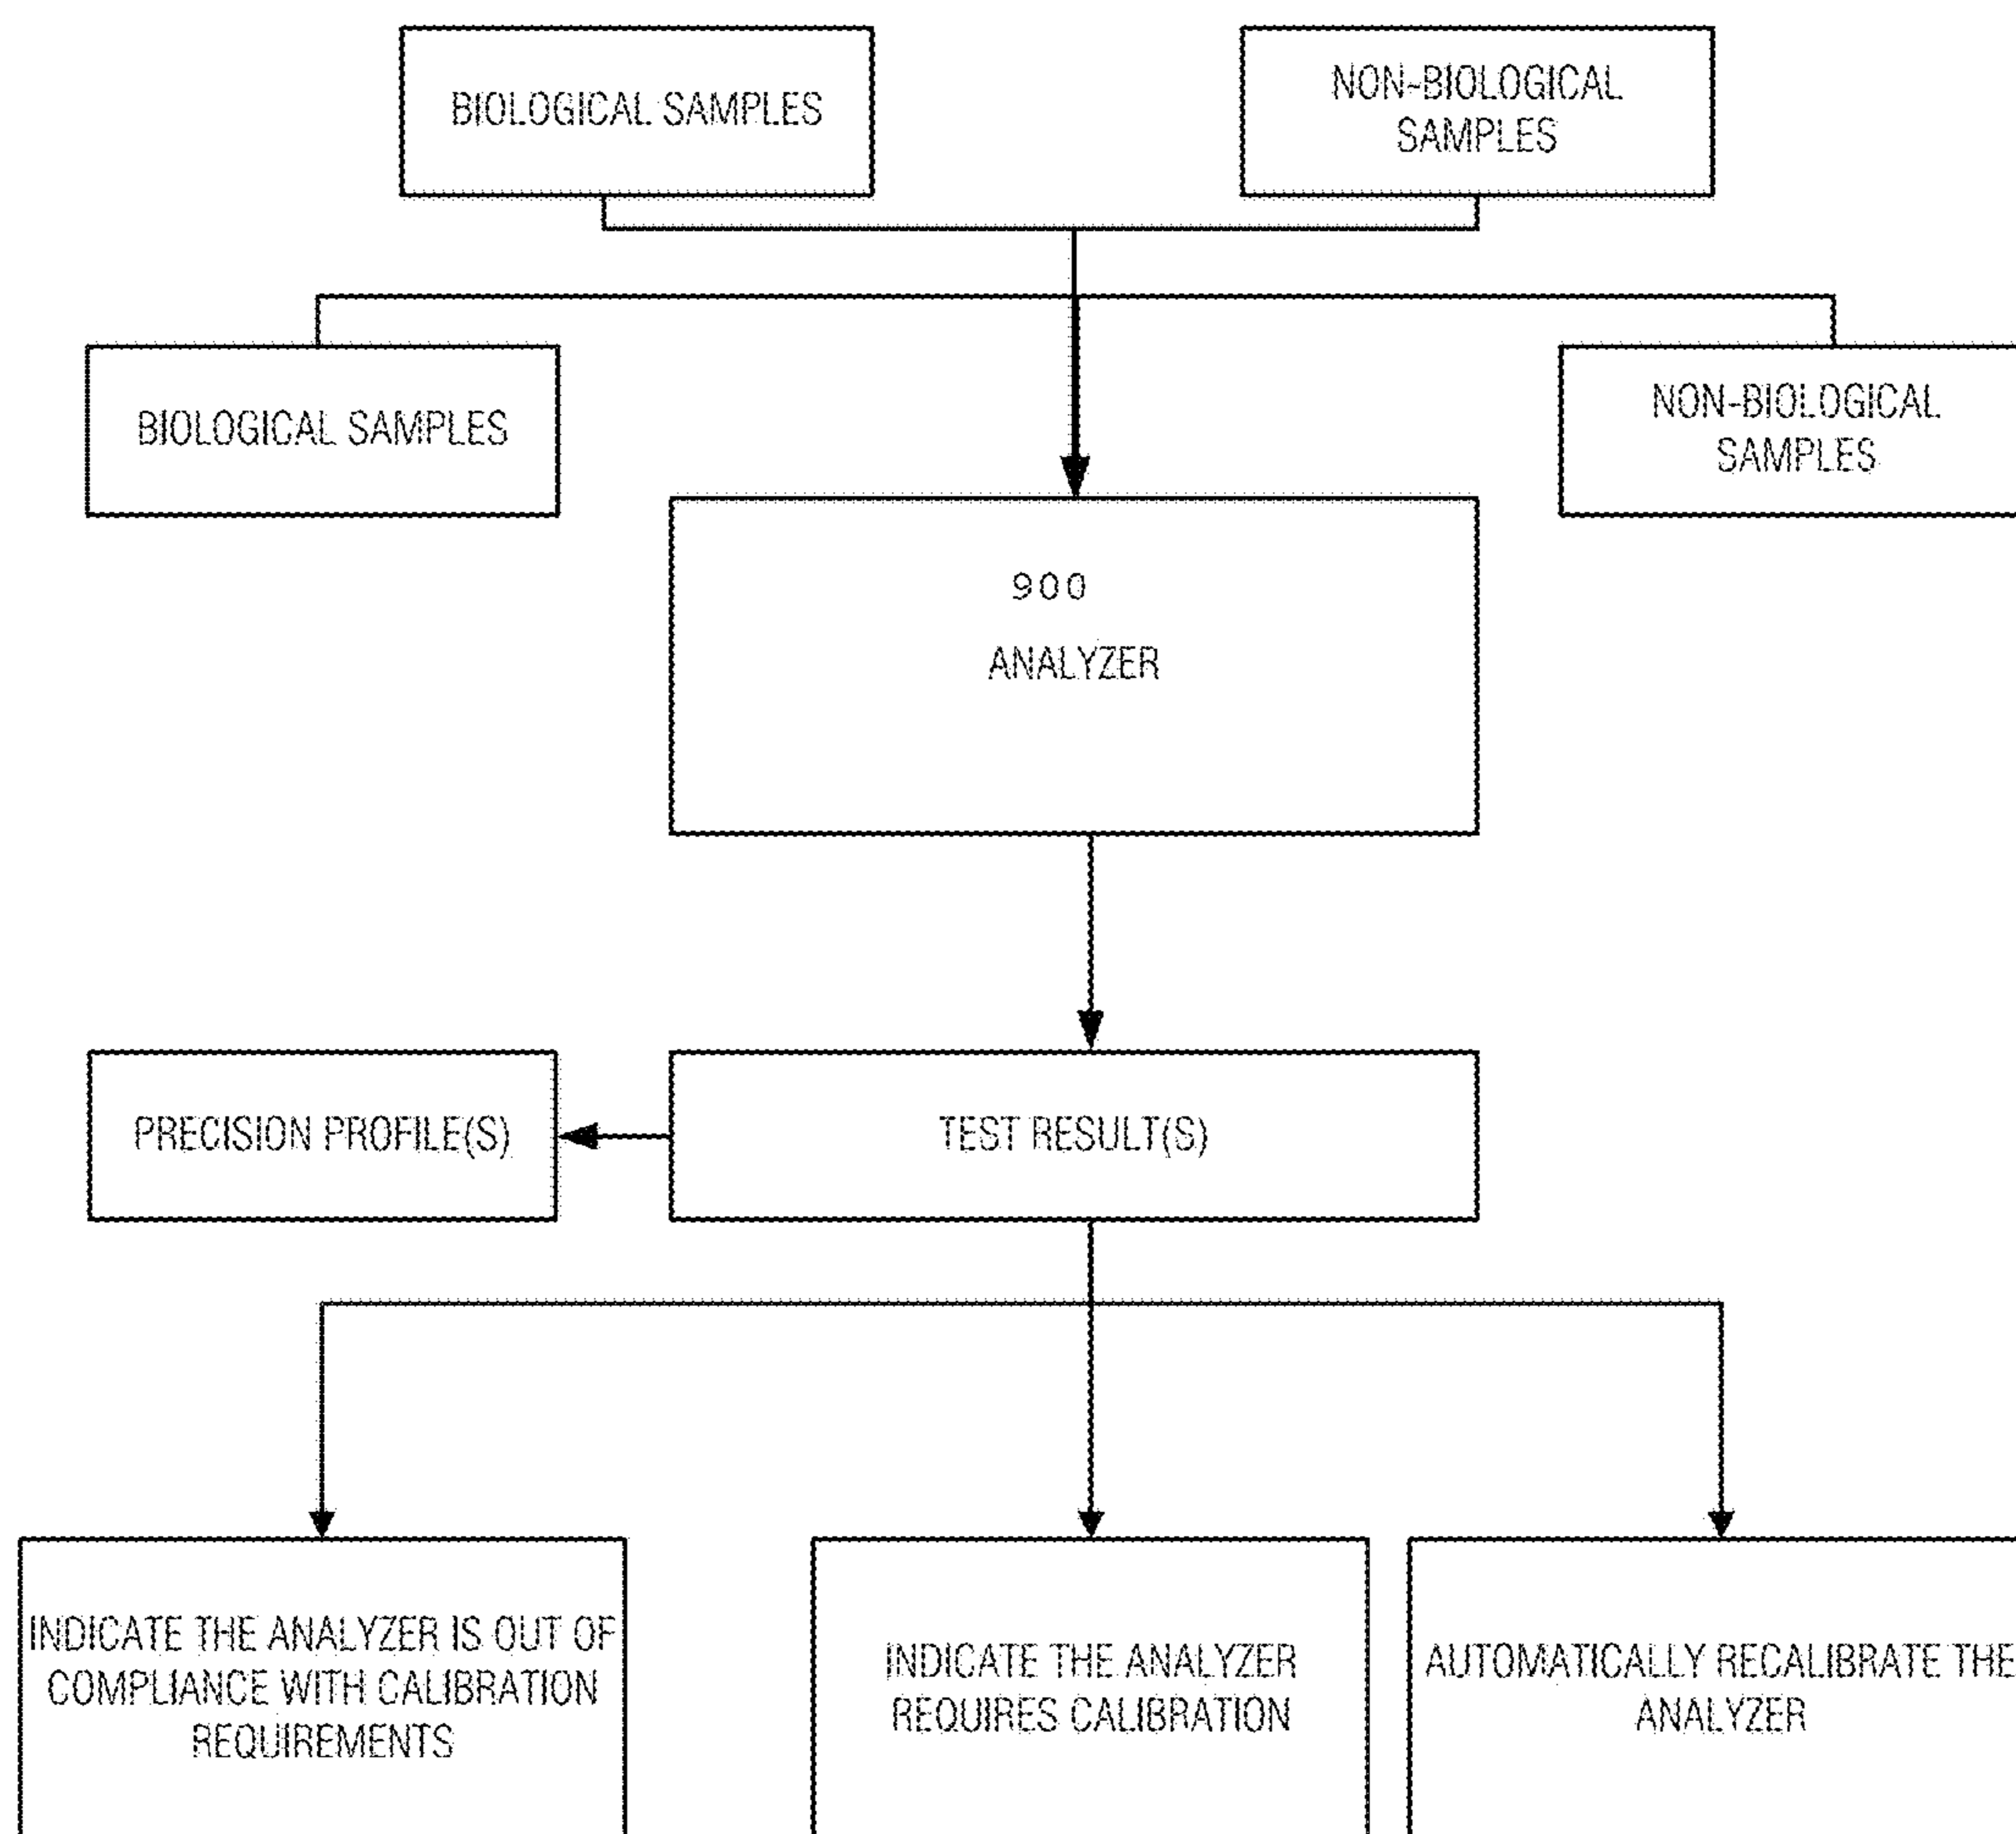 BIOLOGICAL SAMPLES
NON-BIOLOGICAL
SAMPLES
BIOLOGICAL SAMPLES
NON-BIOLOGICAL
SAMPLES
900
ANALYZER
PRECISION PROFILE(S)
TEST RESULT(S)
INDICATE THE ANALYZER IS OUT OF
COMPLIANCE WITH CALIBRATION
REQUIREMENTS
INDICATE THE ANALYZER
REQUIRES CALIBRATION
AUTOMATICALLY RECALIBRATE THE
ANALYZER